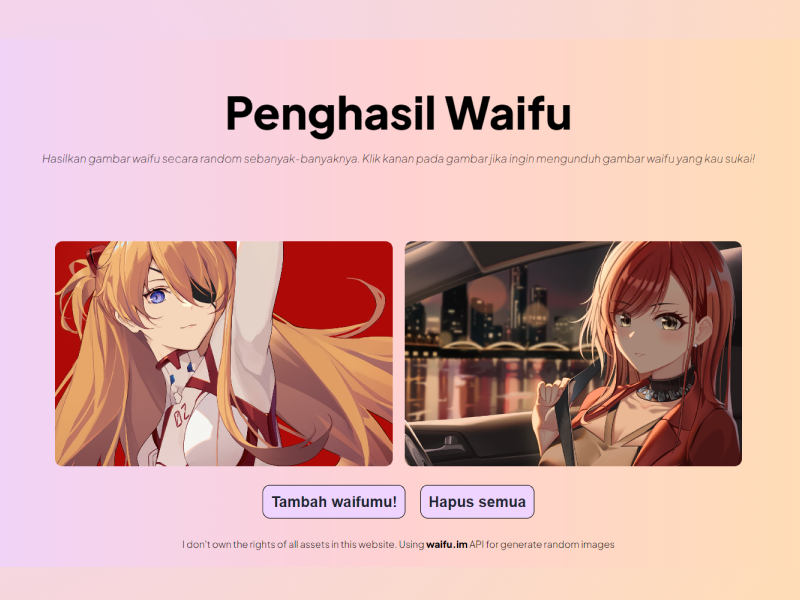 Penghasil Waifu
Hasilkan gambar waifu secara random sebanyak-banyaknya. Klik kanan pada gambar jika ingin mengunduh gambar waifu yang kau sukai!
02
Tambah waifumu!
Hapus semua
I don't own the rights of all assets in this website. Using waifu.im API for generate random images